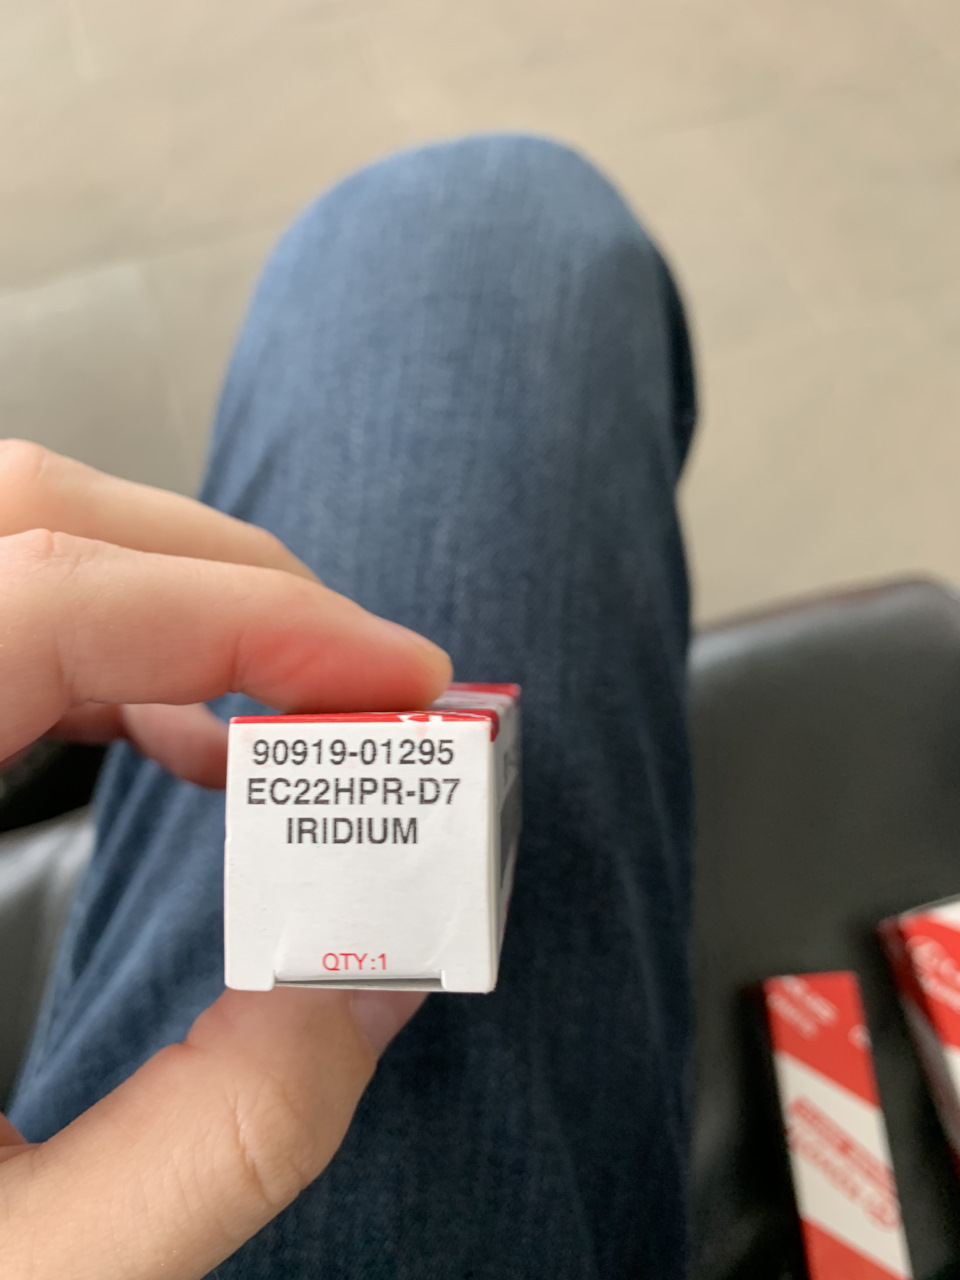 90919-01295
EC22HPR-D7
IRIDIUM
QTY:1